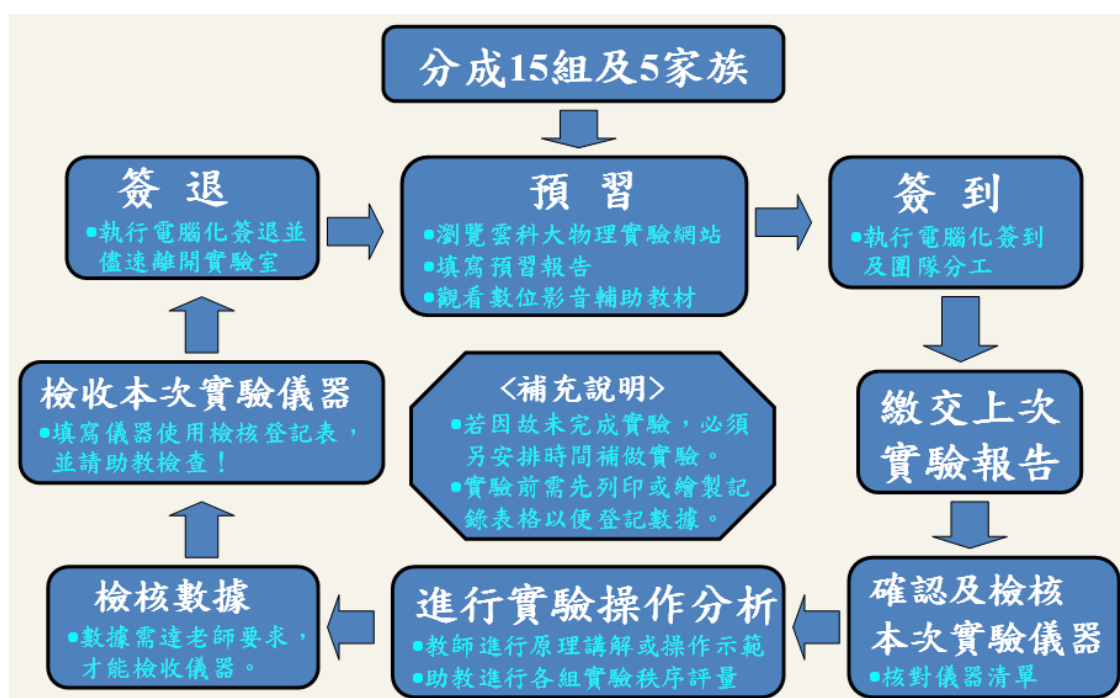 分成15組及5家族
預 習
•瀏覽雲科大物理實驗網站
•填寫預習報告
•觀看數位影音輔助教材
簽 到
•執行電腦化簽到
及團隊分工
繳交上次
實驗報告
確認及檢核
本次實驗儀器
•核對儀器清單
進行實驗操作分析
•教師進行原理講解或操作示範
•助教進行各組實驗秩序評量
檢核數據
•數據需達老師要求，
才能檢收儀器。
檢收本次實驗儀器
•填寫儀器使用檢核登記表，
並請助教檢查！
簽 退
•執行電腦化簽退並
儘速離開實驗室
<補充說明>
•若因故未完成實驗，必須
另安排時間補做實驗。
•實驗前需先列印或繪製記
錄表格以便登記數據。